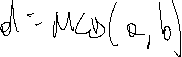 d = MCD(a, b)